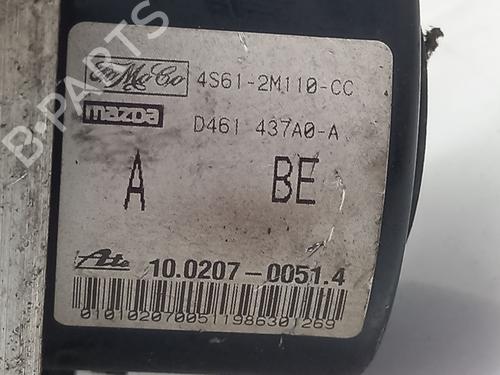 FoMoCo 4S61-2M110-CC
mazda D461 437A0-A
A BE
Ate 10.0207-0051.4
0101020700511986301269
B-PARTS